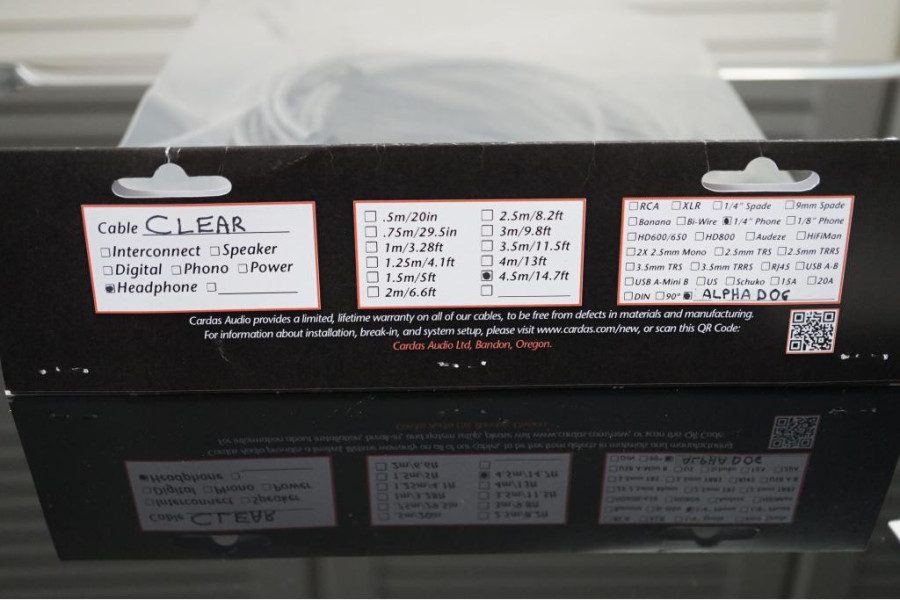 Cable CLEAR
Interconnect Speaker
Digital Phono Power
Headphone
.5m/20in
.75m/29.5in
1m/3.28ft
1.25m/4.1ft
1.5m/5ft
2m/6.6ft
2.5m/8.2ft
3m/9.8ft
3.5m/11.5ft
4m/13ft
4.5m/14.7ft
RCA XLR 1/4" Spade 9mm Spade
Banana Bi-Wire 1/4" Phone 1/8" Phone
HD600/650 HD800 Audeze HiFiMan
2X 2.5mm Mono 2.5mm TRS 2.5mm TRRS
3.5mm TRS 3.5mm TRRS RJ45 USB A-B
USB A-Mini B US Schuko 15A 20A
DIN 90° ALPHA DOG
Cardas Audio provides a limited, lifetime warranty on all of our cables, to be free from defects in materials and manufacturing.
For information about installation, break-in, and system setup, please visit www.cardas.com/new, or scan this QR Code:
Cardas Audio Ltd, Bandon, Oregon.